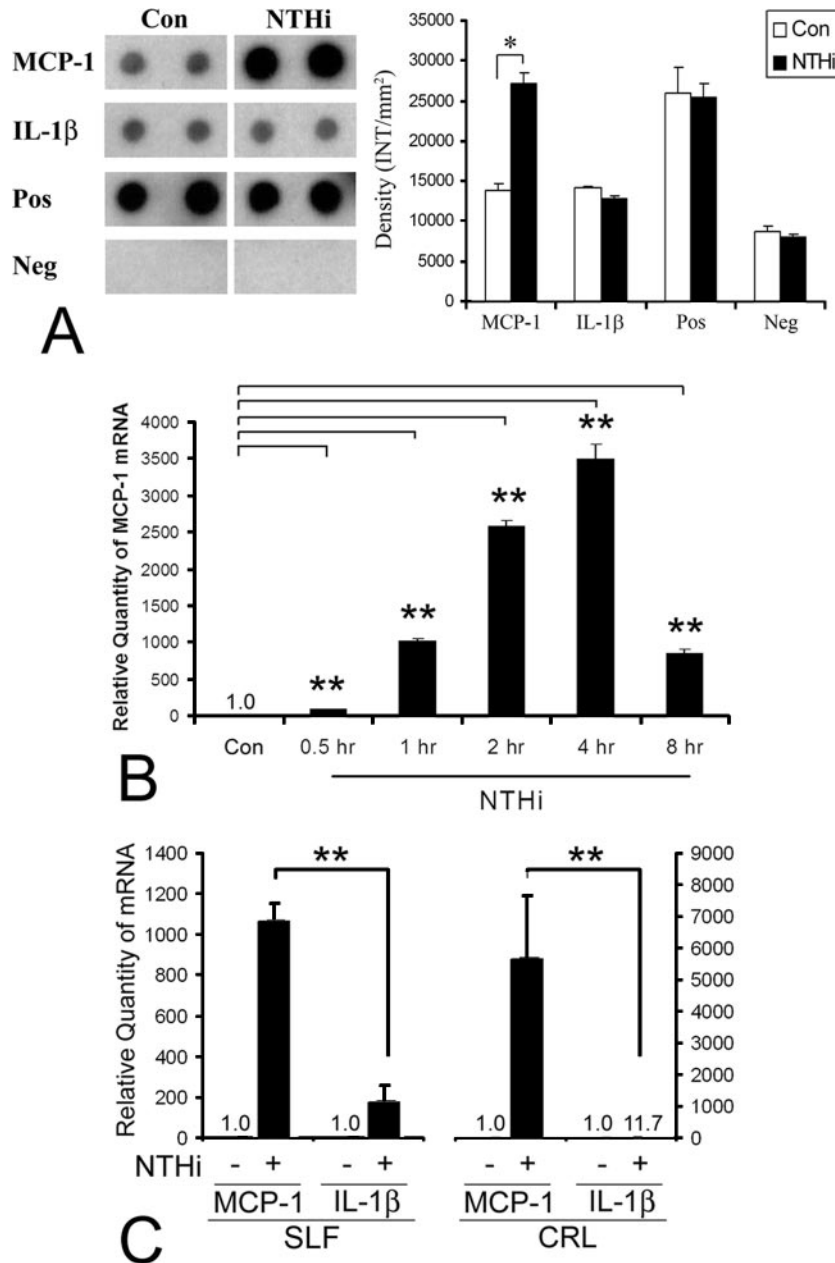 Con NTHi
MCP-1
IL-1β
Pos
Neg
A
Density (INT/mm²)
35000
30000
25000
20000
15000
10000
5000
0
*
Con
NTHi
MCP-1 IL-1β Pos Neg
B
Relative Quantity of MCP-1 mRNA
4000
3500
3000
2500
2000
1500
1000
500
0
1.0 ** ** ** ** **
Con 0.5 hr 1 hr 2 hr 4 hr 8 hr
NTHi
C
Relative Quantity of mRNA
1400
1200
1000
800
600
400
200
0
** **
9000
8000
7000
6000
5000
4000
3000
2000
1000
0
1.0 1.0 1.0 1.0 11.7
NTHi - + - + - + - +
MCP-1 IL-1β MCP-1 IL-1β
SLF CRL